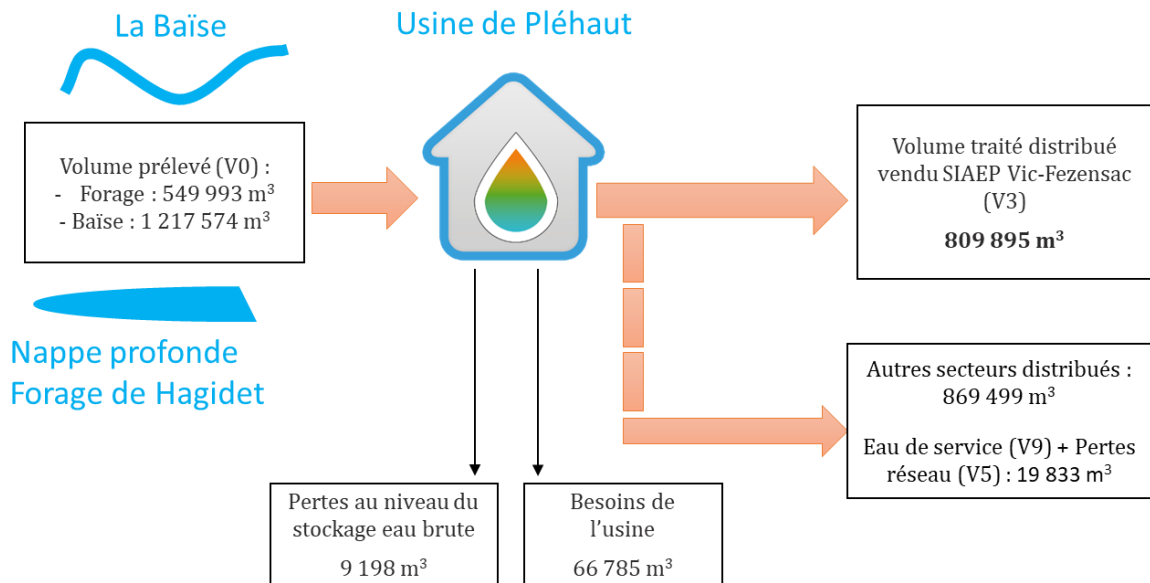 La Baïse
Usine de Pléhaut
Volume prélevé (V0) :
- Forage : 549 993 m³
- Baïse : 1 217 574 m³
Nappe profonde
Forage de Hagidet
Volume traité distribué
vendu SIAEP Vic-Fezensac
(V3)
809 895 m³
Autres secteurs distribués :
869 499 m³
Eau de service (V9) + Pertes
réseau (V5) : 19 833 m³
Pertes au niveau du
stockage eau brute
9 198 m³
Besoins de
l’usine
66 785 m³